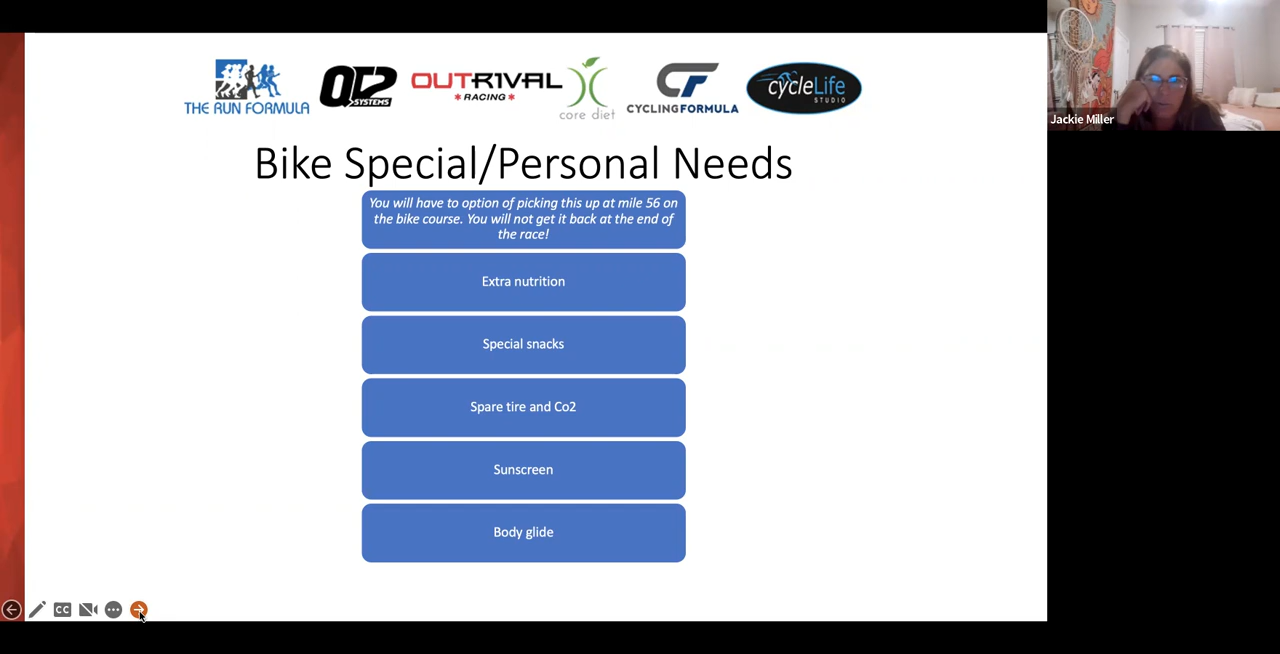 THE RUN FORMULA
QT2
SYSTEMS
OUTRIVAL
RACING
core diet
CF
CYCLINGFORMULA
cycleLife
STUDIO
Jackie Miller
Bike Special/Personal Needs
You will have to option of picking this up at mile 56 on
the bike course. You will not get it back at the end of
the race!
Extra nutrition
Special snacks
Spare tire and Co2
Sunscreen
Body glide
CC